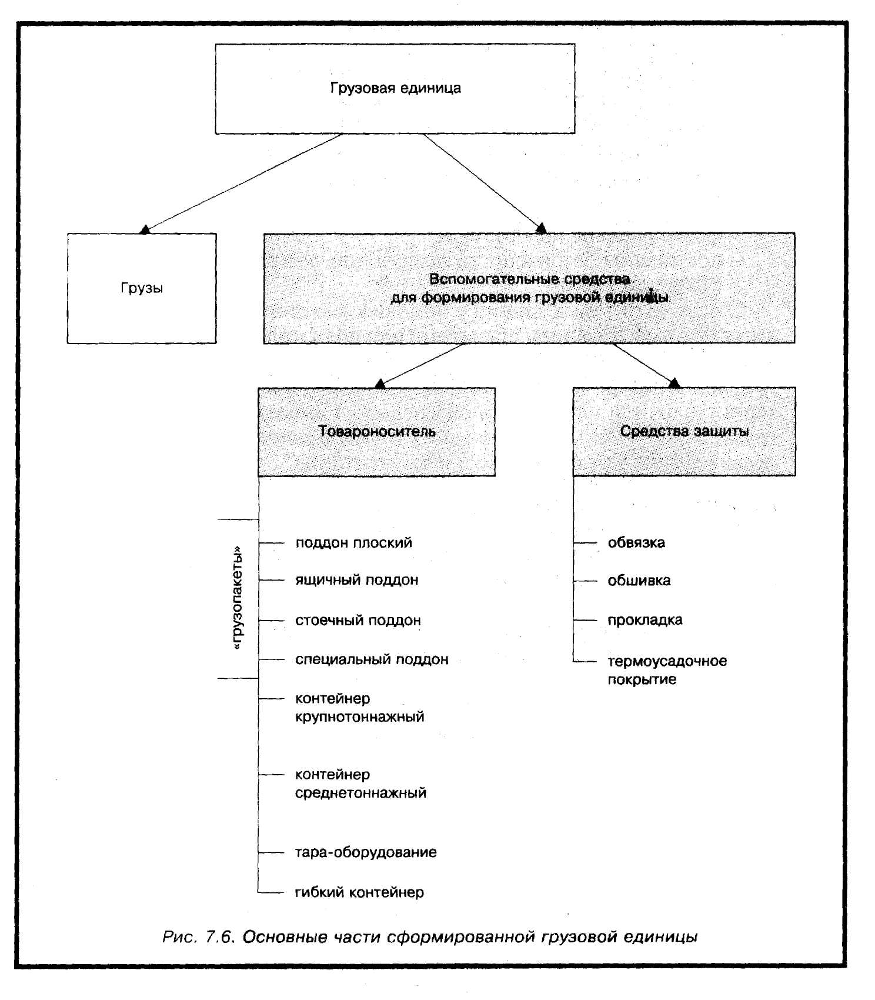 Грузовая единица
Грузы
Вспомогательные средства
для формирования грузовой единицы
Товароноситель
Средства защиты
«грузопакеты»
поддон плоский
ящичный поддон
стоечный поддон
специальный поддон
контейнер
крупнотоннажный
контейнер
среднетоннажный
тара-оборудование
гибкий контейнер
обвязка
обшивка
прокладка
термоусадочное
покрытие
Рис. 7.6. Основные части сформированной грузовой единицы